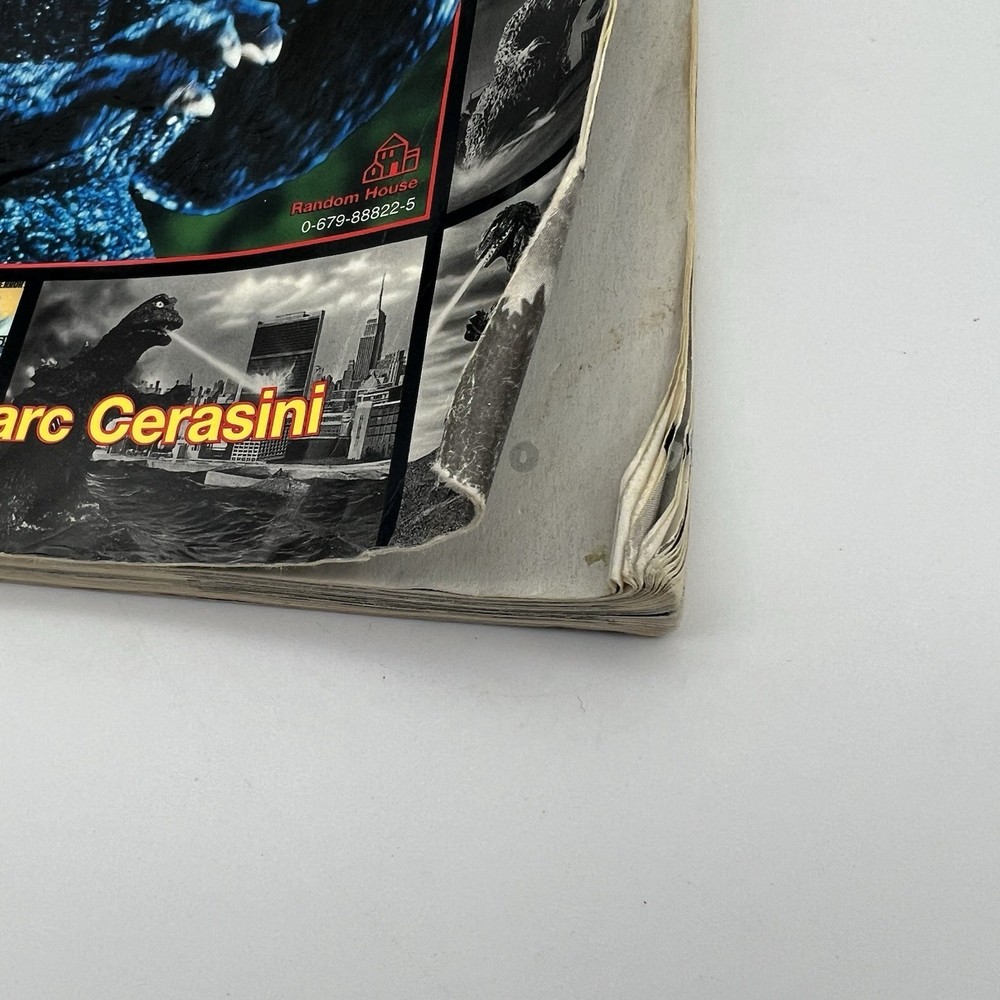 Random House
0-679-88822-5
arc Cerasini